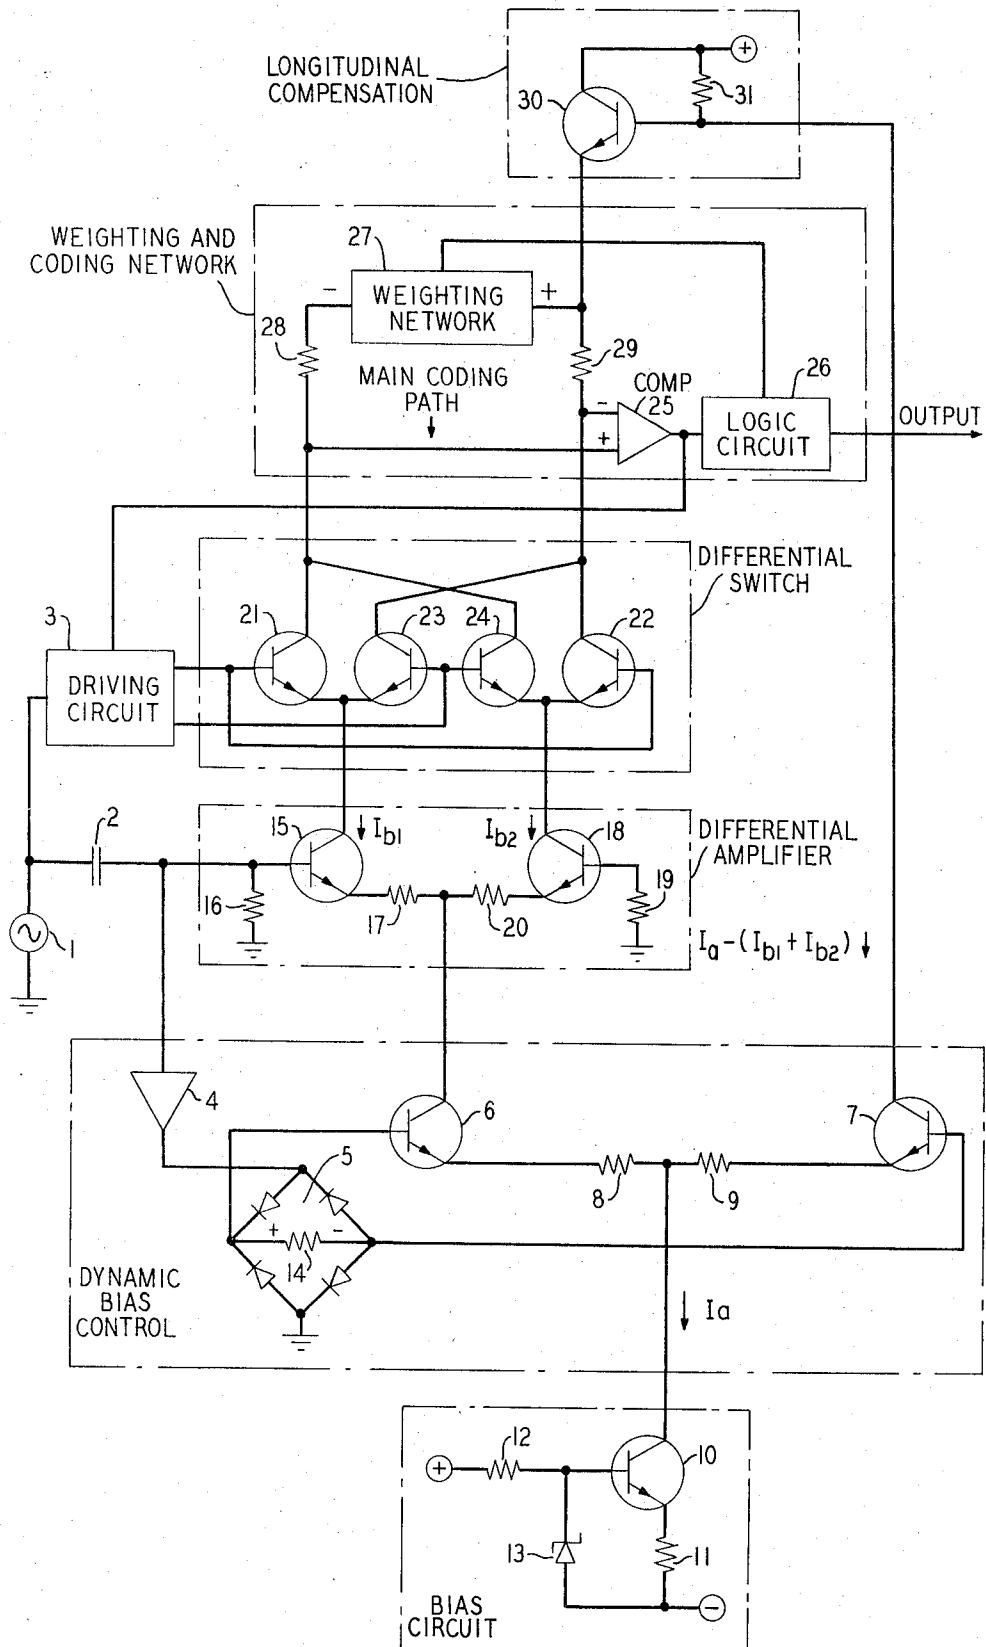 LONGITUDINAL
COMPENSATION
30
+
31
WEIGHTING AND
CODING NETWORK
27
-
WEIGHTING
NETWORK
+
28
29
MAIN CODING
PATH
COMP
25
-
+
26
LOGIC
CIRCUIT
OUTPUT
DIFFERENTIAL
SWITCH
3
DRIVING
CIRCUIT
21
23
24
22
2
15
Ib1
Ib2
18
DIFFERENTIAL
AMPLIFIER
16
17
20
19
1
Ia-(Ib1+Ib2)
4
6
7
5
8
9
+
-
14
DYNAMIC
BIAS
CONTROL
Ia
12
+
10
13
11
-
BIAS
CIRCUIT